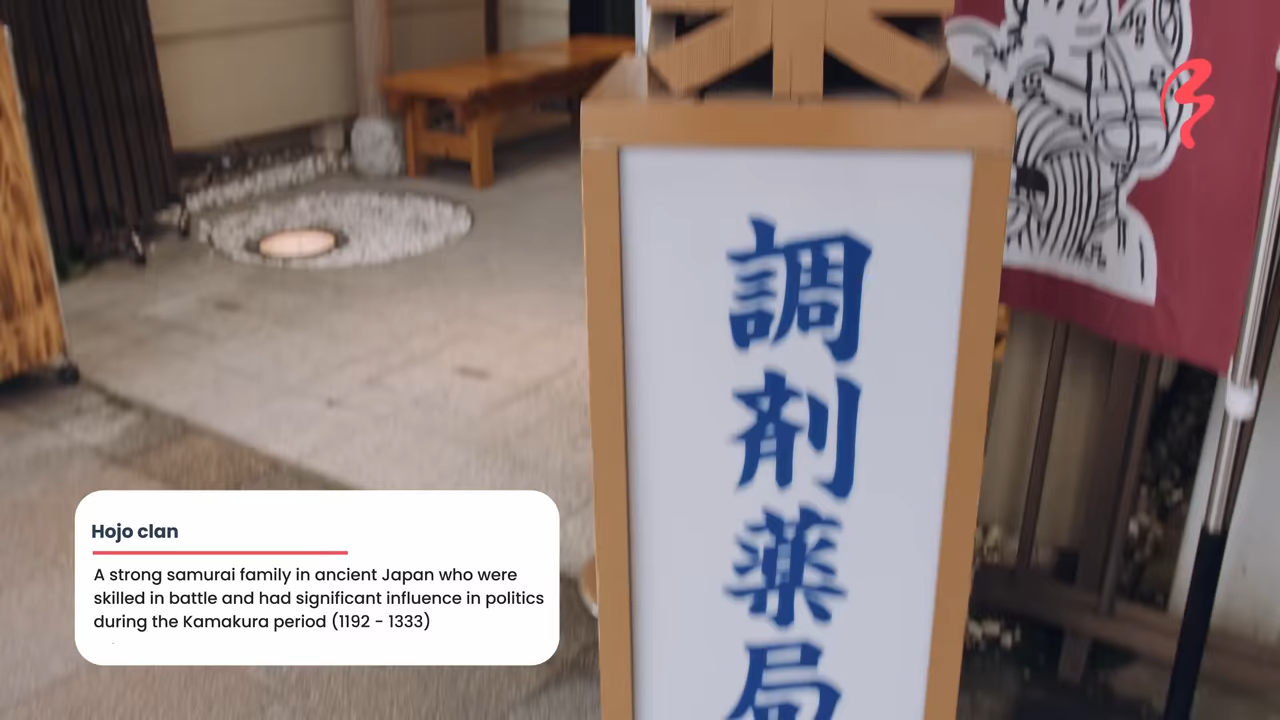 調剤薬局
Hojo clan
A strong samurai family in ancient Japan who were
skilled in battle and had significant influence in politics
during the Kamakura period (1192 - 1333)